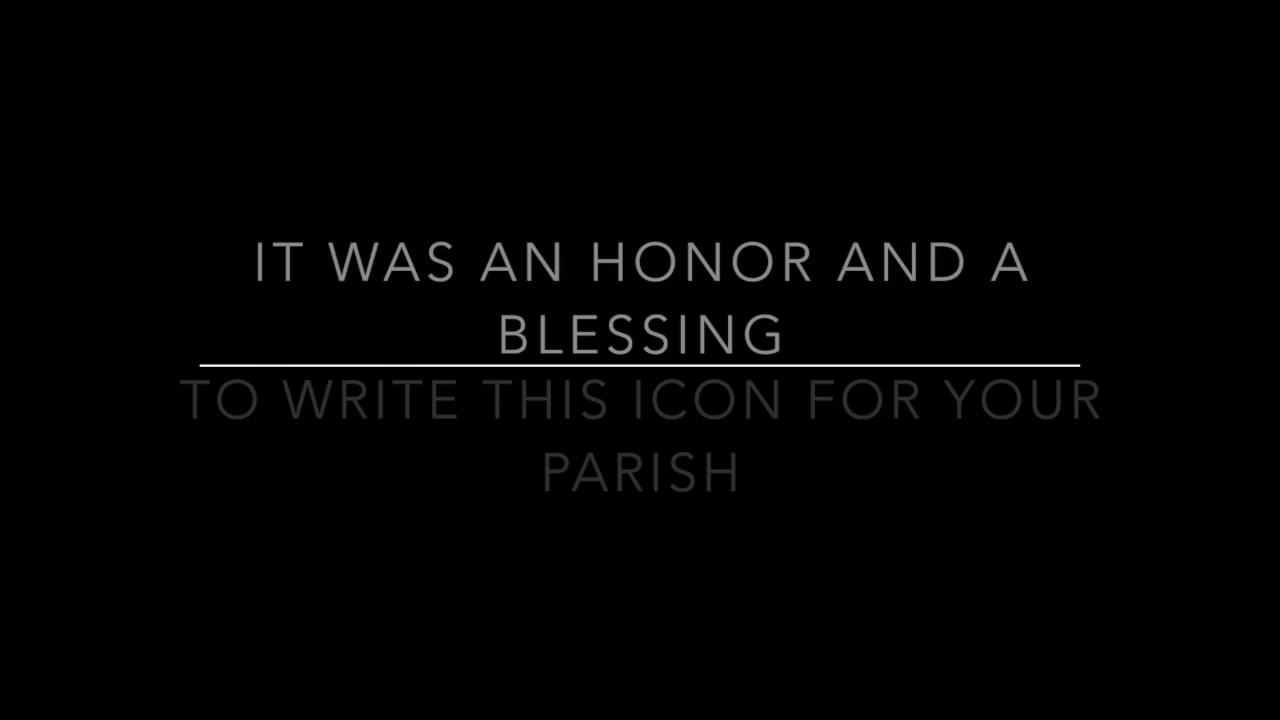 IT WAS AN HONOR AND A
BLESSING
TO WRITE THIS ICON FOR YOUR
PARISH